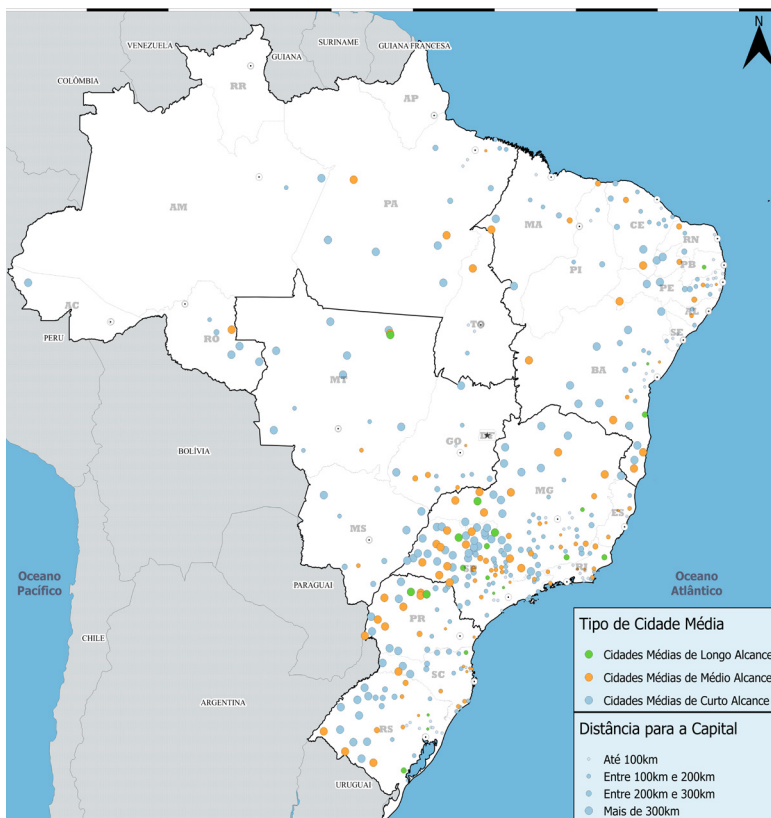 N
VENEZUELA
SURINAME
GUIANA
GUIANA FRANCESA
COLÔMBIA
RR
AP
AM
PA
MA
CE
RN
PB
PI
PE
AC
AL
TO
SE
RO
PERU
BA
MT
DF
GO
BOLÍVIA
MG
ES
MS
SP
RJ
Oceano
Pacífico
PARAGUAI
Oceano
Atlântico
PR
CHILE
SC
ARGENTINA
RS
URUGUAI
Tipo de Cidade Média
Cidades Médias de Longo Alcance
Cidades Médias de Médio Alcance
Cidades Médias de Curto Alcance
Distância para a Capital
Até 100km
Entre 100km e 200km
Entre 200km e 300km
Mais de 300km